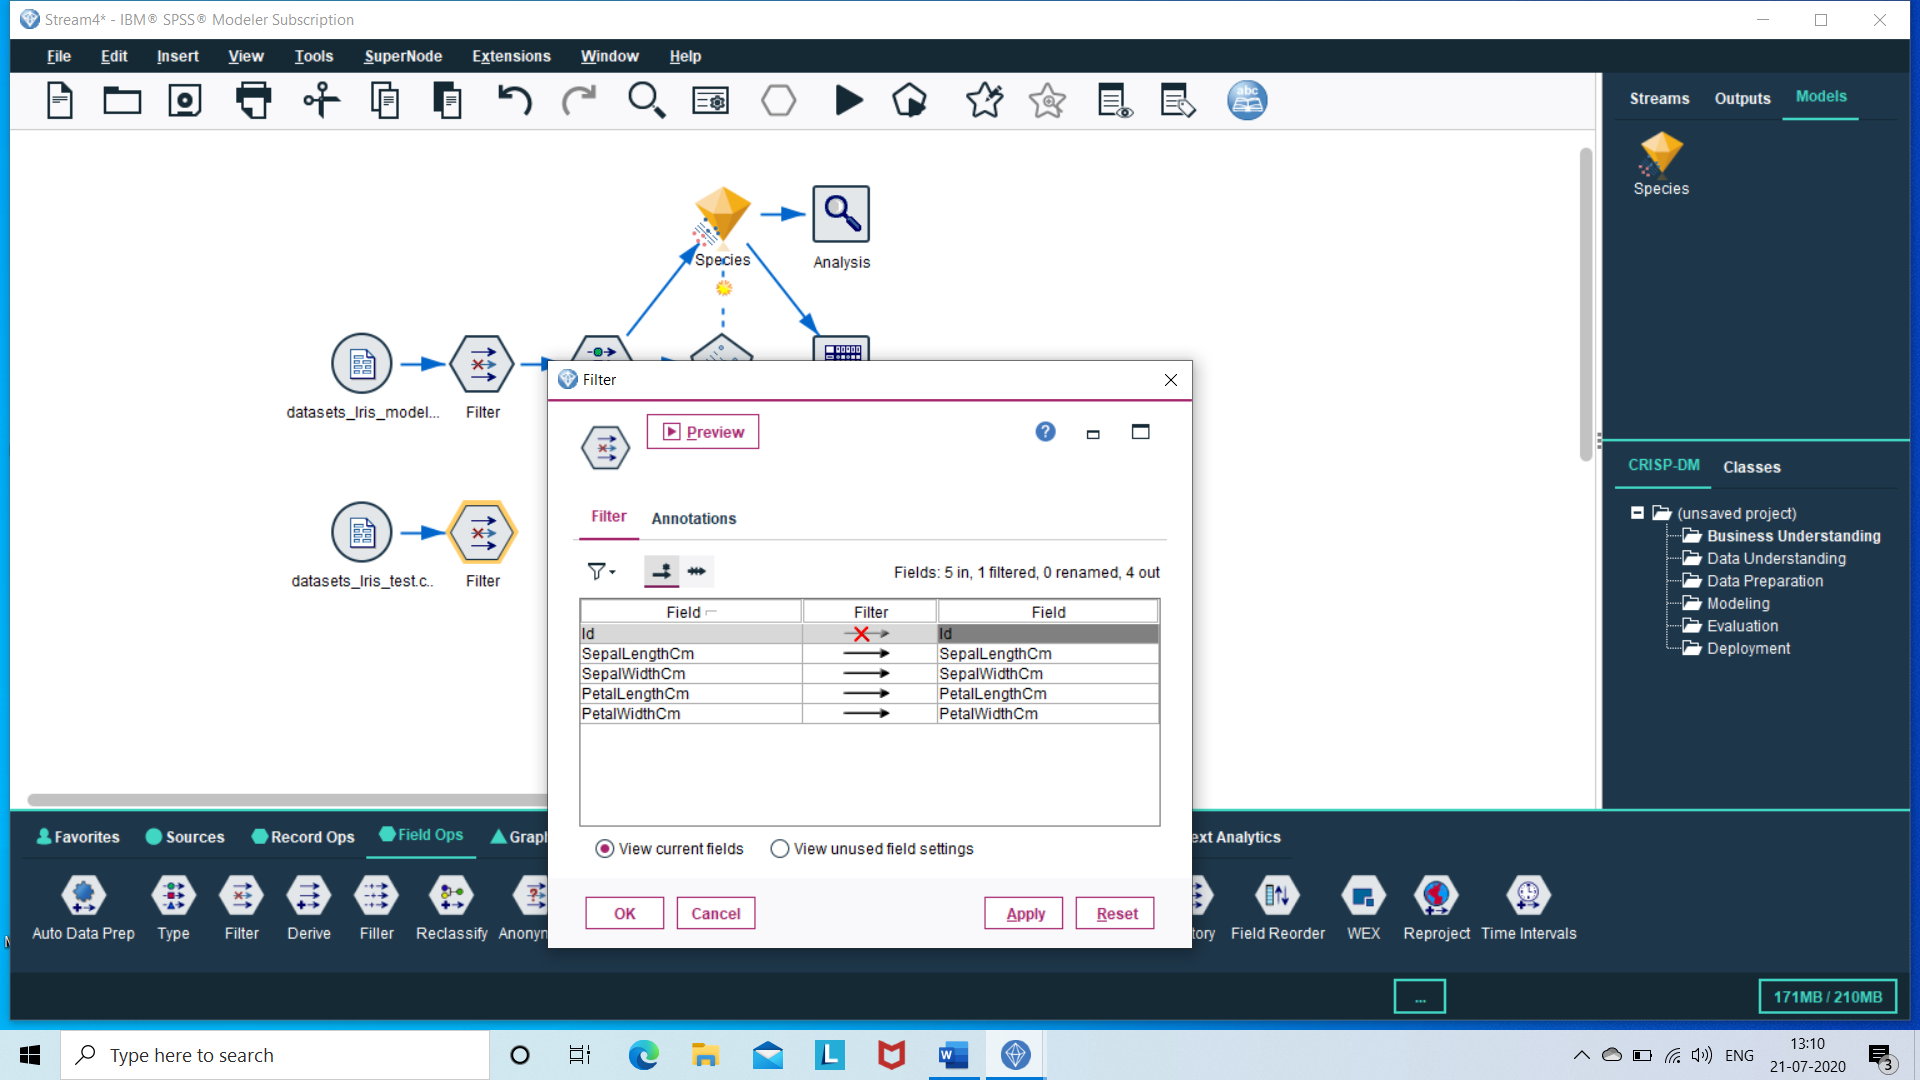 Stream4* - IBM® SPSS® Modeler Subscription
File Edit Insert View Tools SuperNode Extensions Window Help
abc
Streams Outputs Models
Species
Species
Analysis
datasets_Iris_model...
Filter
datasets_Iris_test.c..
Filter
Filter
Preview
?
Filter Annotations
Fields: 5 in, 1 filtered, 0 renamed, 4 out
Field Filter Field
Id Id
SepalLengthCm SepalLengthCm
SepalWidthCm SepalWidthCm
PetalLengthCm PetalLengthCm
PetalWidthCm PetalWidthCm
View current fields View unused field settings
OK Cancel Apply Reset
CRISP-DM Classes
(unsaved project)
Business Understanding
Data Understanding
Data Preparation
Modeling
Evaluation
Deployment
Favorites Sources Record Ops Field Ops Graph ext Analytics
Auto Data Prep Type Filter Derive Filler Reclassify Anonyn tory Field Reorder WEX Reproject Time Intervals
...
171MB / 210MB
Type here to search
L
W
ENG
13:10
21-07-2020
3